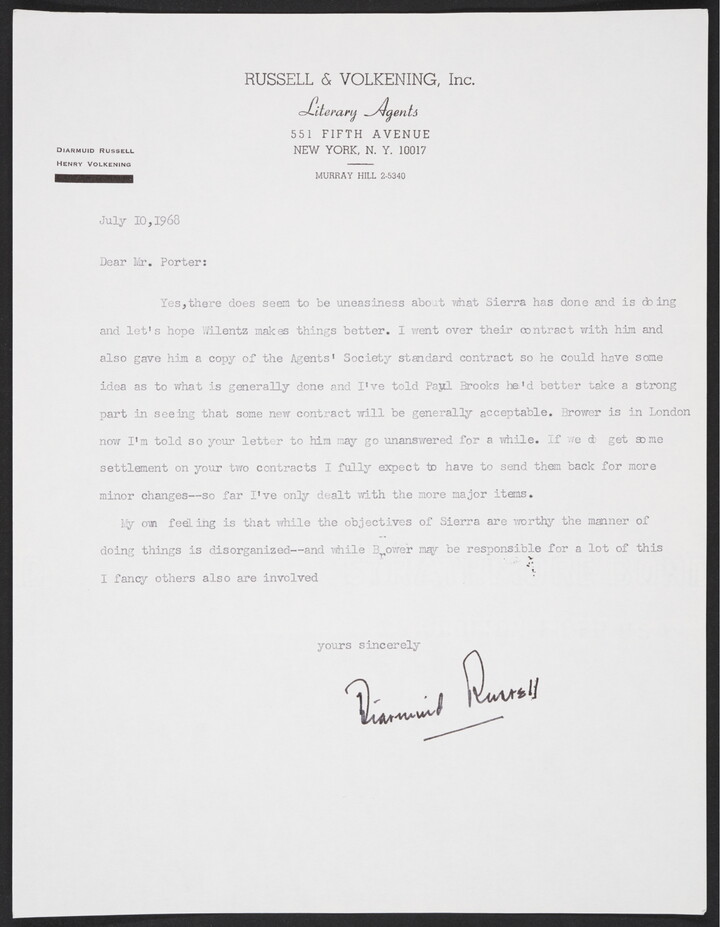 RUSSELL & VOLKENING, Inc.
Literary Agents
551 FIFTH AVENUE
NEW YORK, N. Y. 10017
MURRAY HILL 2-5340
DIARMUID RUSSELL
HENRY VOLKENING
July 10,1968
Dear Mr. Porter:
Yes,there does seem to be uneasiness about what Sierra has done and is doing
and let's hope Wilentz makes things better. I went over their contract with him and
also gave him a copy of the Agents' Society standard contract so he could have some
idea as to what is generally done and I've told Paul Brooks he'd better take a strong
part in seeing that some new contract will be generally acceptable. Brower is in London
now I'm told so your letter to him may go unanswered for a while. If we do get some
settlement on your two contracts I fully expect to have to send them back for more
minor changes--so far I've only dealt with the more major items.
My own feeling is that while the objectives of Sierra are worthy the manner of
doing things is disorganized--and while Brower may be responsible for a lot of this
I fancy others also are involved
yours sincerely
Diarmuid Russell